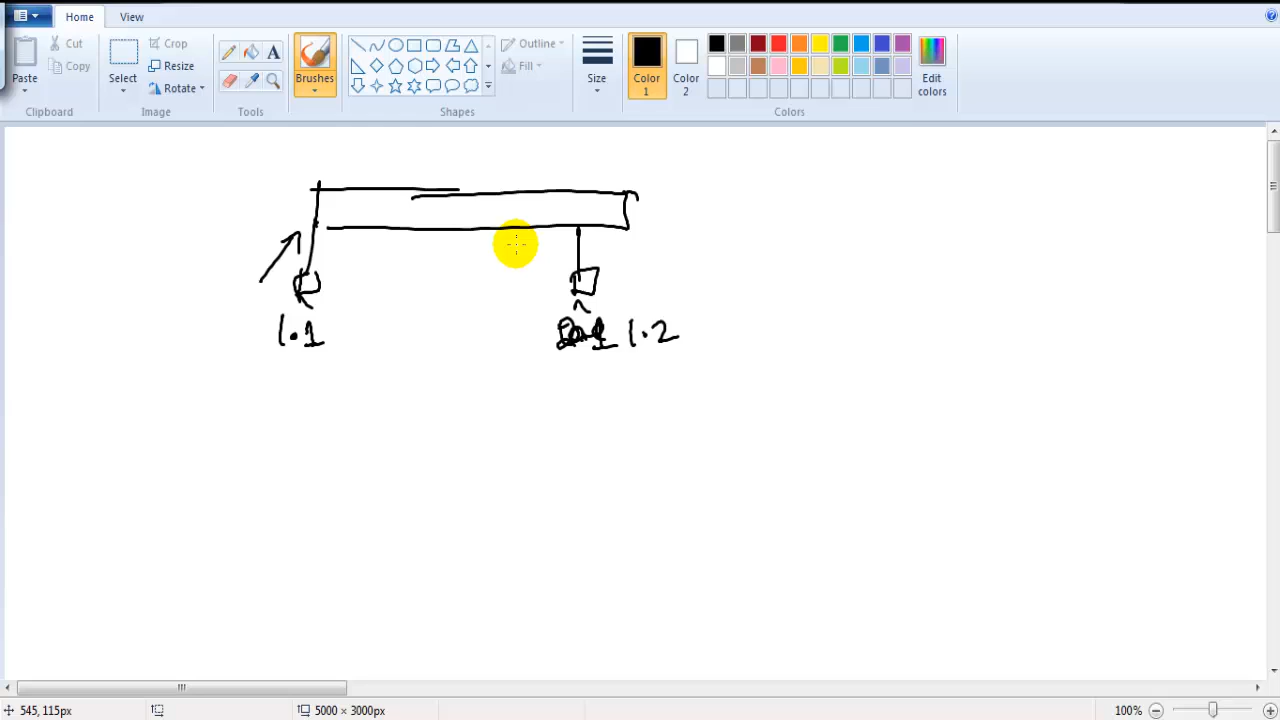 Home
View
Paste
Cut
Copy
Clipboard
Select
Crop
Resize
Rotate
Image
Tools
Brushes
Shapes
Outline
Fill
Size
Color 1
Color 2
Edit colors
Colors
1.1
1.2
545, 115px
5000 × 3000px
100%